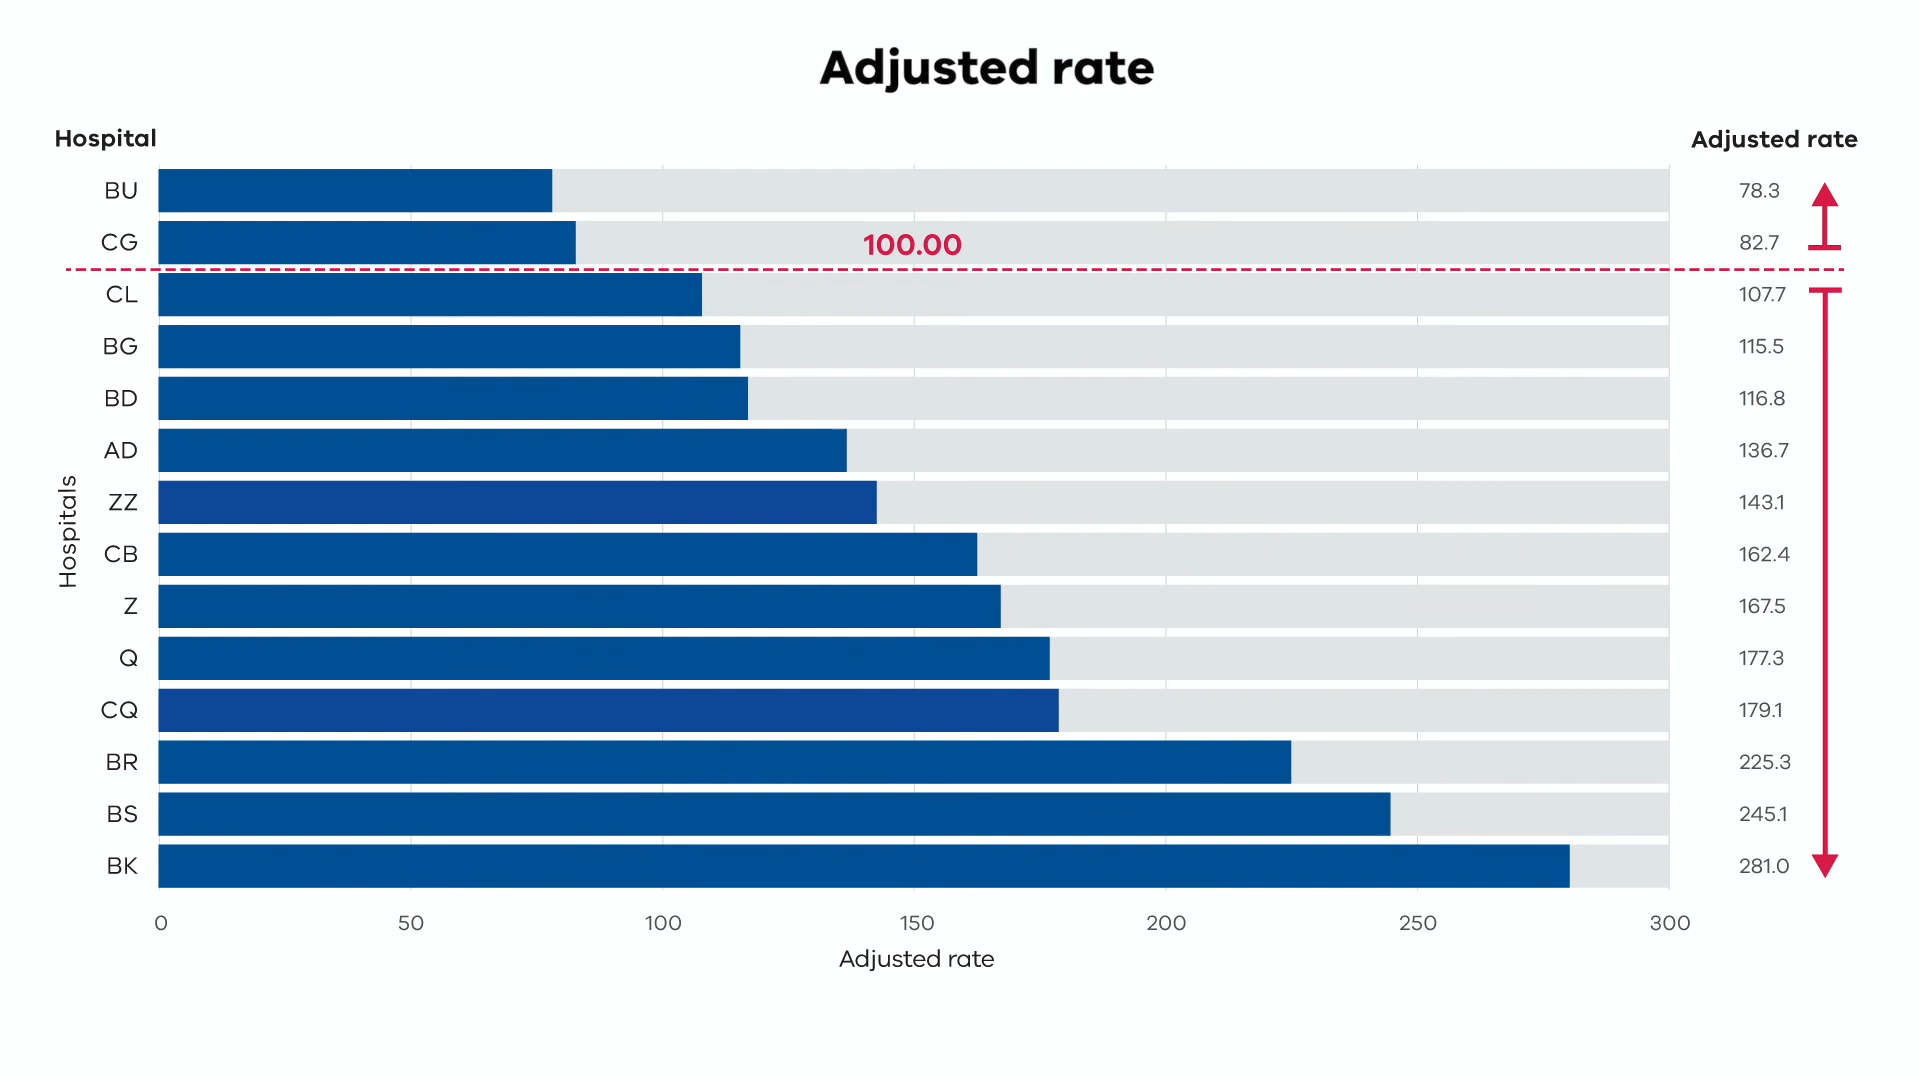 Adjusted rate
Hospital
Adjusted rate
BU 78.3
CG 100.00 82.7
CL 107.7
BG 115.5
BD 116.8
AD 136.7
ZZ 143.1
CB 162.4
Z 167.5
Q 177.3
CQ 179.1
BR 225.3
BS 245.1
BK 281.0
Hospitals
0 50 100 150 200 250 300
Adjusted rate